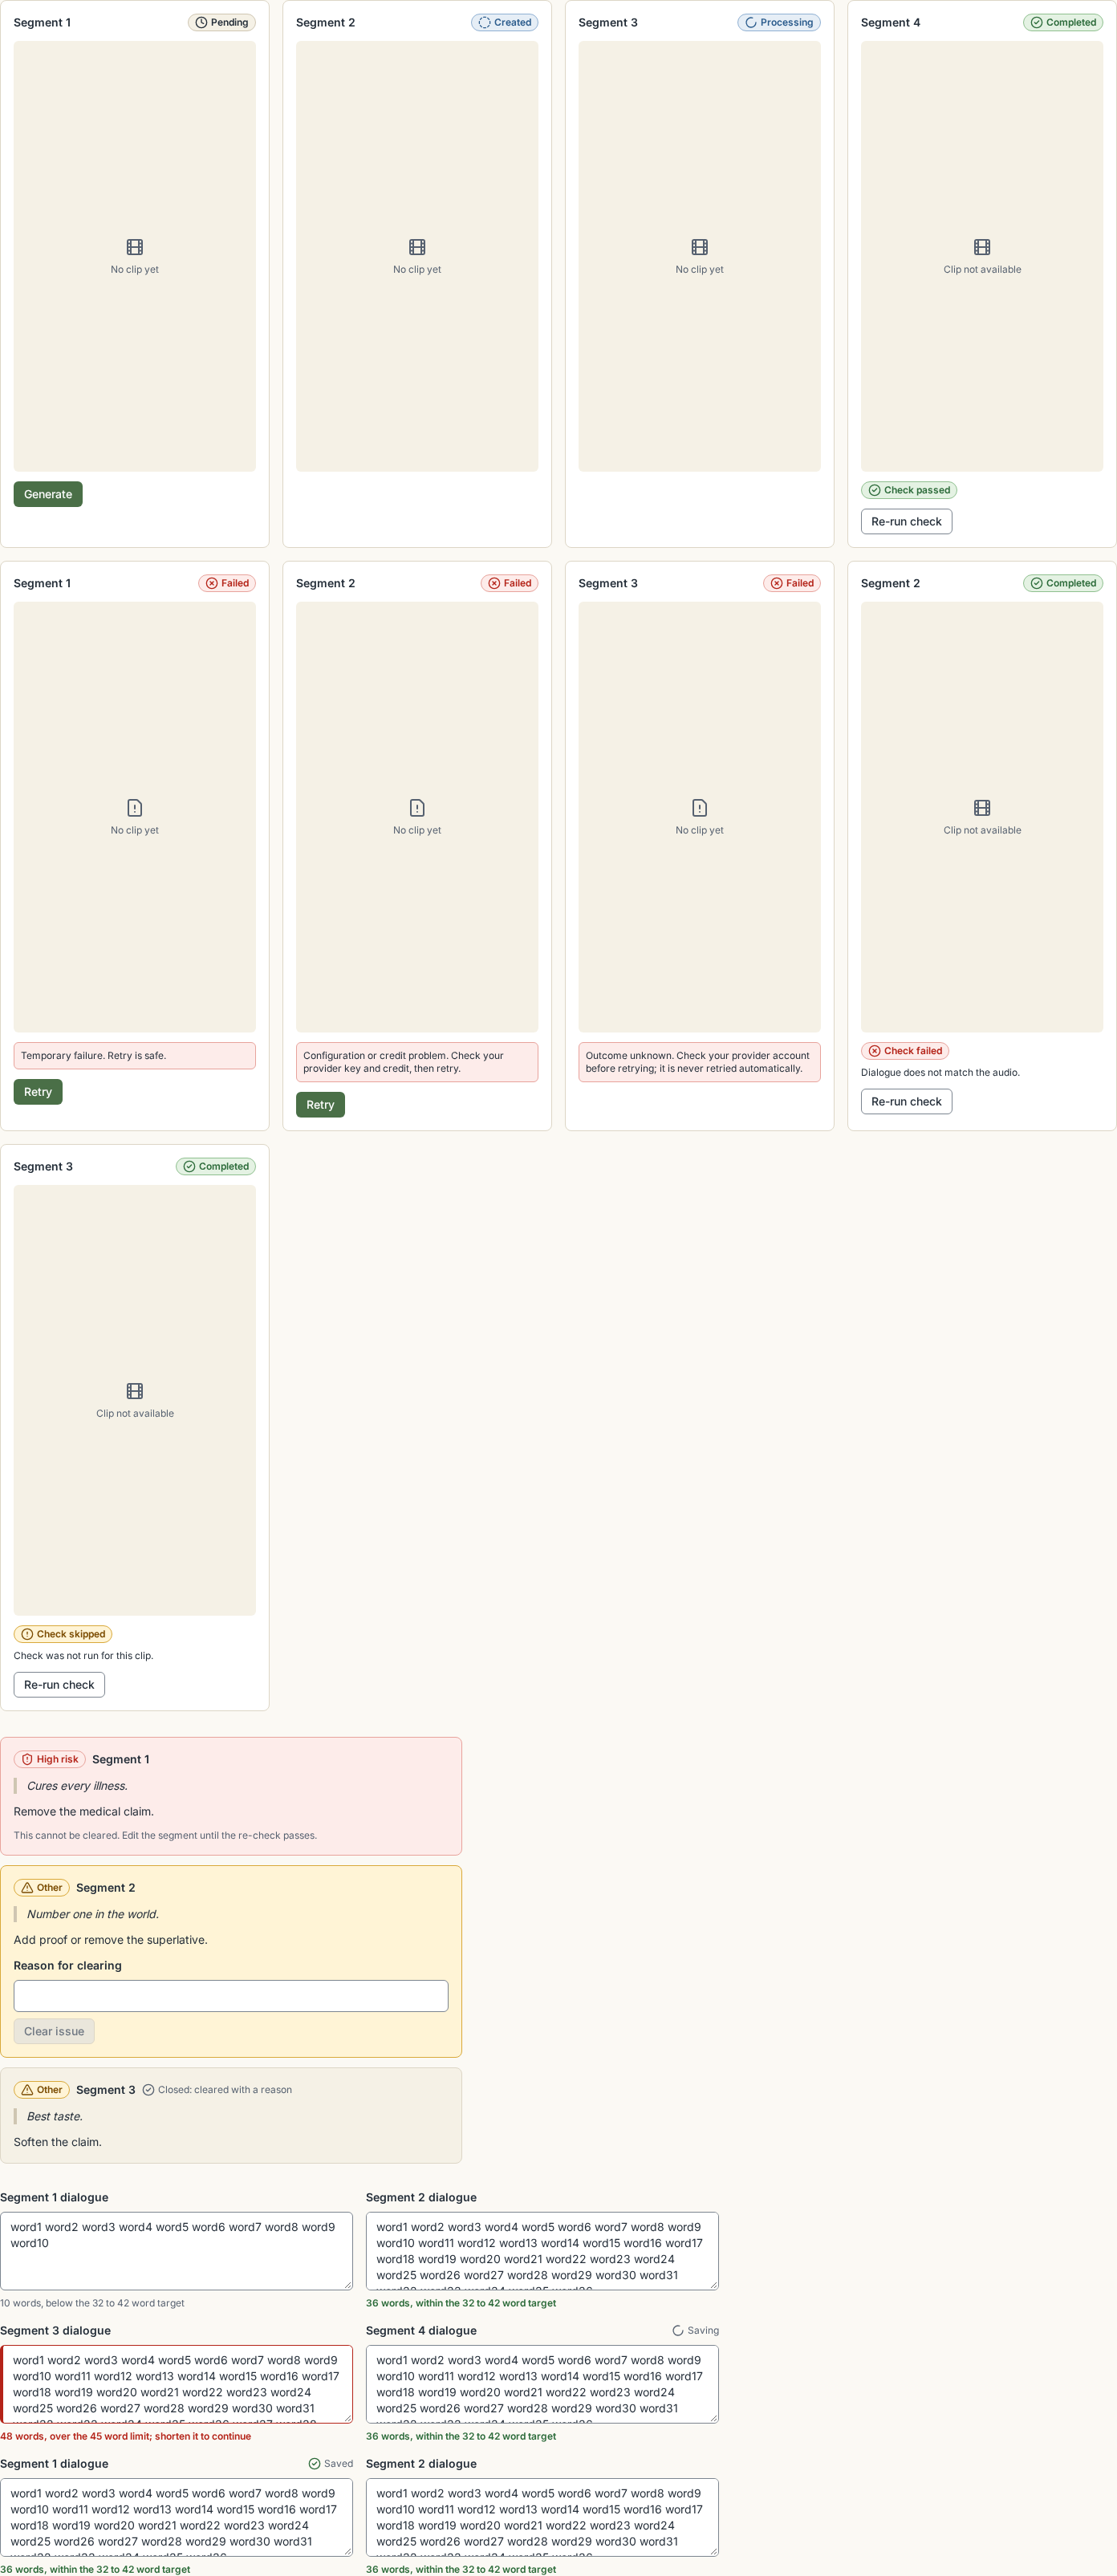 Segment 1
Pending
Segment 2
Created
Segment 3
Processing
Segment 4
Completed
No clip yet
No clip yet
No clip yet
Clip not available
Generate
Check passed
Re-run check
Segment 1
Failed
Segment 2
Failed
Segment 3
Failed
Segment 2
Completed
No clip yet
No clip yet
No clip yet
Clip not available
Temporary failure. Retry is safe.
Retry
Configuration or credit problem. Check your
provider key and credit, then retry.
Retry
Outcome unknown. Check your provider account
before retrying; it is never retried automatically.
Check failed
Dialogue does not match the audio.
Re-run check
Segment 3
Completed
Clip not available
Check skipped
Check was not run for this clip.
Re-run check
High risk
Segment 1
Cures every illness.
Remove the medical claim.
This cannot be cleared. Edit the segment until the re-check passes.
Other
Segment 2
Number one in the world.
Add proof or remove the superlative.
Reason for clearing
Clear issue
Other
Segment 3
Closed: cleared with a reason
Best taste.
Soften the claim.
Segment 1 dialogue
word1 word2 word3 word4 word5 word6 word7 word8 word9
word10
10 words, below the 32 to 42 word target
Segment 2 dialogue
word1 word2 word3 word4 word5 word6 word7 word8 word9
word10 word11 word12 word13 word14 word15 word16 word17
word18 word19 word20 word21 word22 word23 word24
word25 word26 word27 word28 word29 word30 word31
36 words, within the 32 to 42 word target
Segment 3 dialogue
word1 word2 word3 word4 word5 word6 word7 word8 word9
word10 word11 word12 word13 word14 word15 word16 word17
word18 word19 word20 word21 word22 word23 word24
word25 word26 word27 word28 word29 word30 word31
48 words, over the 45 word limit; shorten it to continue
Segment 4 dialogue
Saving
word1 word2 word3 word4 word5 word6 word7 word8 word9
word10 word11 word12 word13 word14 word15 word16 word17
word18 word19 word20 word21 word22 word23 word24
word25 word26 word27 word28 word29 word30 word31
36 words, within the 32 to 42 word target
Segment 1 dialogue
Saved
word1 word2 word3 word4 word5 word6 word7 word8 word9
word10 word11 word12 word13 word14 word15 word16 word17
word18 word19 word20 word21 word22 word23 word24
word25 word26 word27 word28 word29 word30 word31
36 words, within the 32 to 42 word target
Segment 2 dialogue
word1 word2 word3 word4 word5 word6 word7 word8 word9
word10 word11 word12 word13 word14 word15 word16 word17
word18 word19 word20 word21 word22 word23 word24
word25 word26 word27 word28 word29 word30 word31
36 words, within the 32 to 42 word target